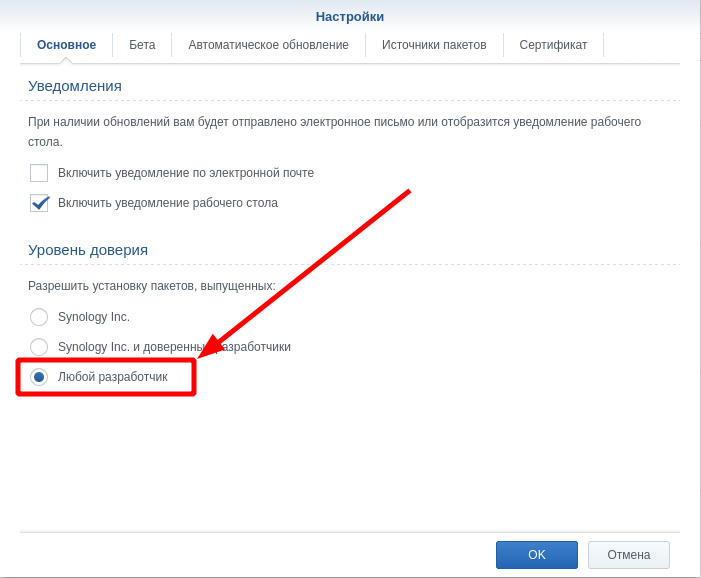 Настройки
Основное
Бета
Автоматическое обновление
Источники пакетов
Сертификат
Уведомления
При наличии обновлений вам будет отправлено электронное письмо или отобразится уведомление рабочего
стола.
Включить уведомление по электронной почте
Включить уведомление рабочего стола
Уровень доверия
Разрешить установку пакетов, выпущенных:
Synology Inc.
Synology Inc. и доверенные разработчики
Любой разработчик
OK
Отмена